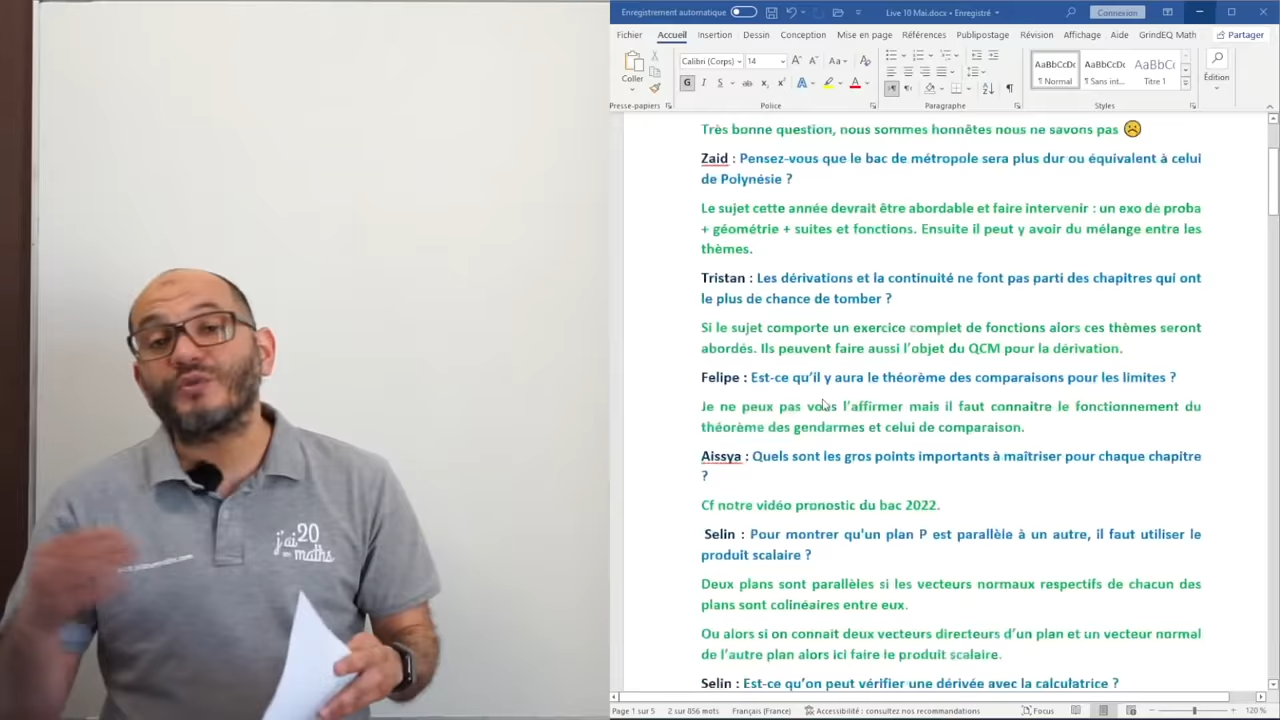 Enregistrement automatique
Live 10 Mai.docx • Enregistré
Connexion
Fichier Accueil Insertion Dessin Conception Mise en page Références Publipostage Révision Affichage Aide GrindEQ Math Partager
Coller
Calibri (Corps) 14
G I S ab x₂ x²
AaBbCcDc AaBbCcDc AaBbCc
¶ Normal ¶ Sans int... Titre 1
Édition
Presse-papiers Police Paragraphe Styles
Très bonne question, nous sommes honnêtes nous ne savons pas ☹
Zaid : Pensez-vous que le bac de métropole sera plus dur ou équivalent à celui
de Polynésie ?
Le sujet cette année devrait être abordable et faire intervenir : un exo de proba
+ géométrie + suites et fonctions. Ensuite il peut y avoir du mélange entre les
thèmes.
Tristan : Les dérivations et la continuité ne font pas parti des chapitres qui ont
le plus de chance de tomber ?
Si le sujet comporte un exercice complet de fonctions alors ces thèmes seront
abordés. Ils peuvent faire aussi l'objet du QCM pour la dérivation.
Felipe : Est-ce qu'il y aura le théorème des comparaisons pour les limites ?
Je ne peux pas vous l'affirmer mais il faut connaitre le fonctionnement du
théorème des gendarmes et celui de comparaison.
Aissya : Quels sont les gros points importants à maîtriser pour chaque chapitre
?
Cf notre vidéo pronostic du bac 2022.
Selin : Pour montrer qu'un plan P est parallèle à un autre, il faut utiliser le
produit scalaire ?
Deux plans sont parallèles si les vecteurs normaux respectifs de chacun des
plans sont colinéaires entre eux.
Ou alors si on connait deux vecteurs directeurs d'un plan et un vecteur normal
de l'autre plan alors ici faire le produit scalaire.
Selin : Est-ce qu'on peut vérifier une dérivée avec la calculatrice ?
Page 1 sur 5 2 sur 856 mots Français (France) Accessibilité : consultez nos recommandations Focus 120 %
j'ai 20
en
maths